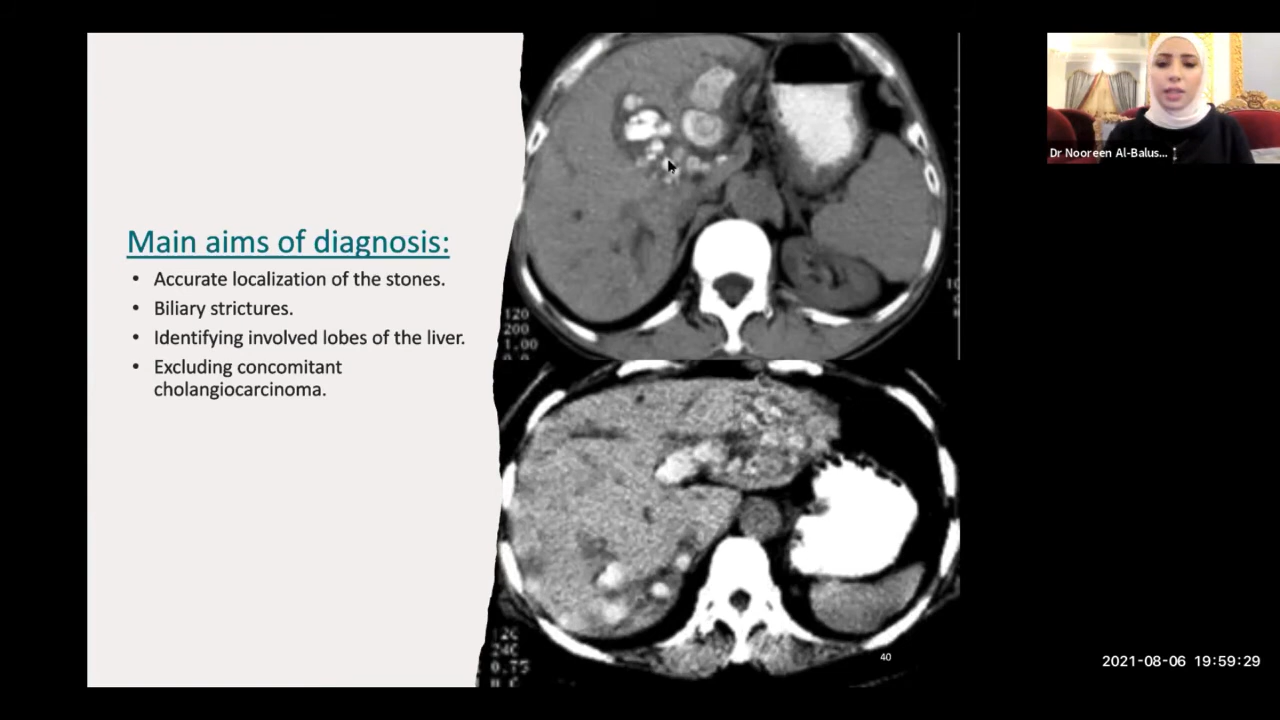 Main aims of diagnosis:
• Accurate localization of the stones.
• Biliary strictures.
• Identifying involved lobes of the liver.
• Excluding concomitant
cholangiocarcinoma.
120
200
1.00
40
Dr Nooreen Al-Balus...
2021-08-06 19:59:29